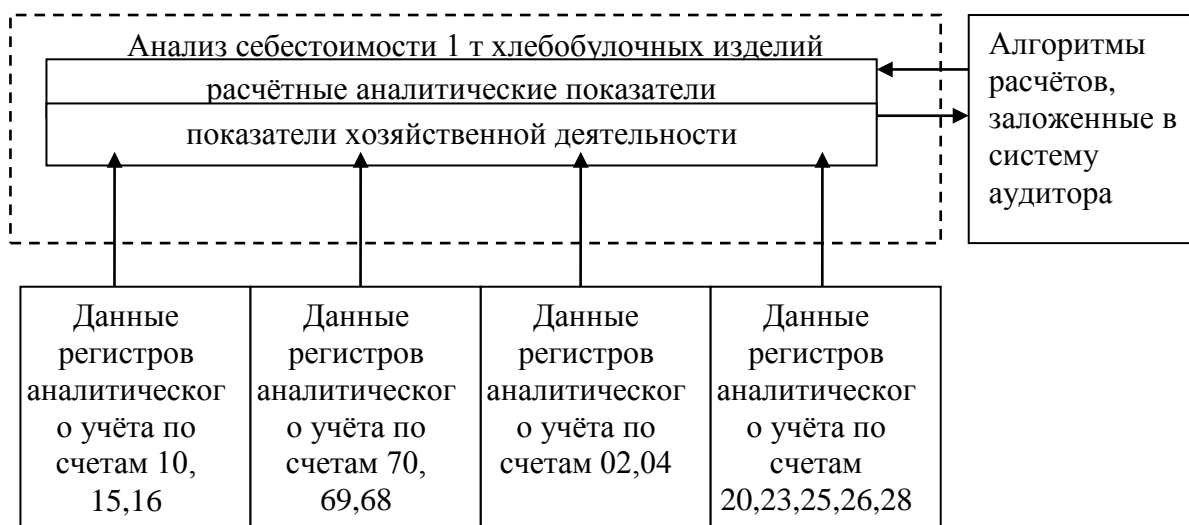 Анализ себестоимости 1 т хлебобулочных изделий
расчётные аналитические показатели
показатели хозяйственной деятельности
Алгоритмы
расчётов,
заложенные в
систему
аудитора
Данные
регистров
аналитическог
о учёта по
счетам 10,
15,16
Данные
регистров
аналитическог
о учёта по
счетам 70,
69,68
Данные
регистров
аналитическог
о учёта по
счетам 02,04
Данные
регистров
аналитическог
о учёта по
счетам
20,23,25,26,28